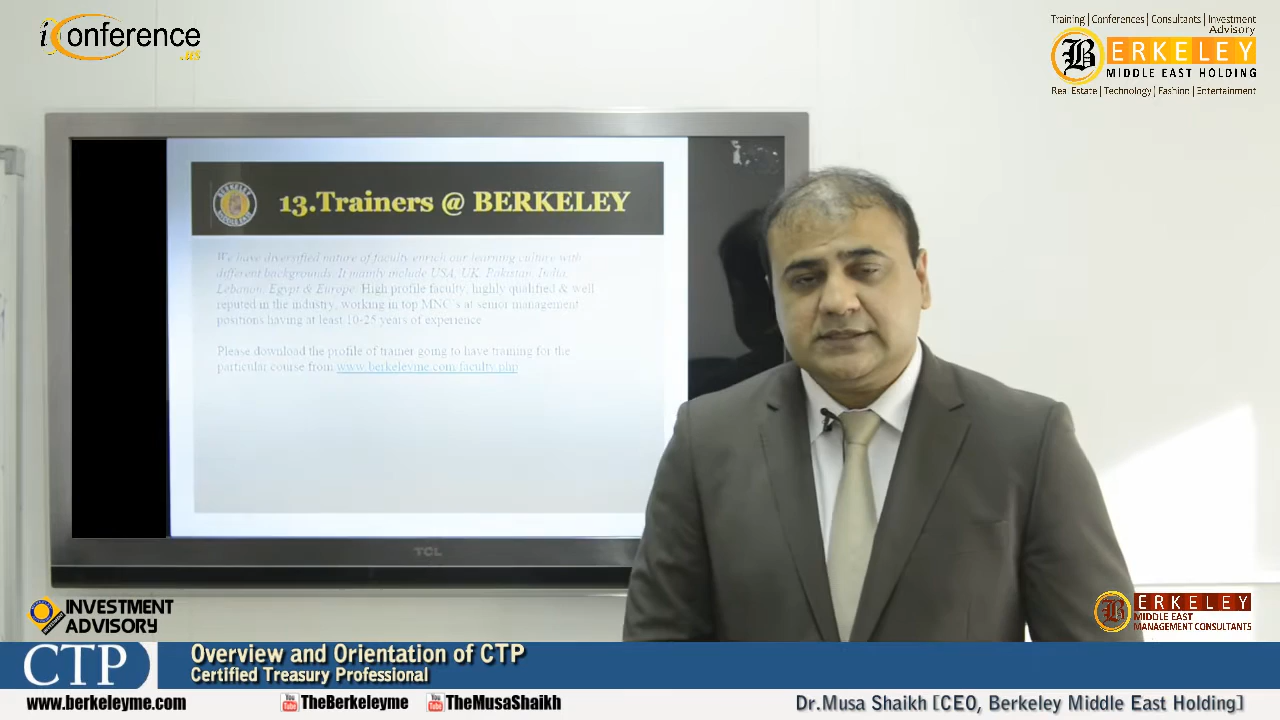 iConference
.ws
Training | Conferences | Consultants | Investment
Advisory
BERKELEY
MIDDLE EAST HOLDING
Real Estate | Technology | Fashion | Entertainment
13.Trainers @ BERKELEY
We have diversified nature of faculty enrich our learning culture with
different backgrounds. It mainly include USA, UK, Pakistan, India,
Lebanon, Egypt & Europe. High profile faculty, highly qualified & well
reputed in the industry, working in top MNC's at senior management
positions having at least 10-25 years of experience
Please download the profile of trainer going to have training for the
particular course from www.berkeleyme.com/faculty.php
TCL
INVESTMENT
ADVISORY
BERKELEY
MIDDLE EAST
MANAGEMENT CONSULTANTS
CTP
Overview and Orientation of CTP
Certified Treasury Professional
www.berkeleyme.com
You Tube TheBerkeleyme
You Tube TheMusaShaikh
Dr.Musa Shaikh [CEO, Berkeley Middle East Holding]